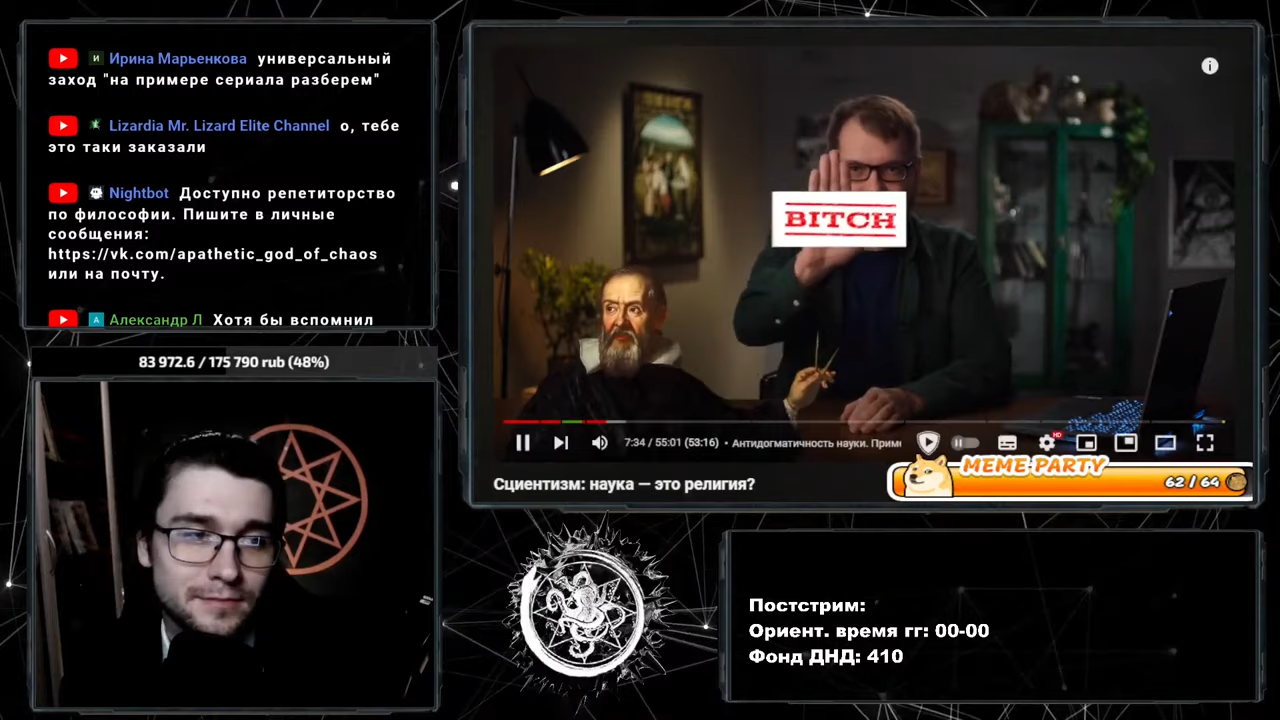 И Ирина Марьенкова универсальный
заход "на примере сериала разберем"
Lizardia Mr. Lizard Elite Channel о, тебе
это таки заказали
Nightbot Доступно репетиторство
по философии. Пишите в личные
сообщения:
https://vk.com/apathetic_god_of_chaos
или на почту.
А Александр Л Хотя бы вспомнил
83 972.6 / 175 790 rub (48%)
BITCH
7:34 / 55:01 (53:16) • Антидогматичность науки. Прим
HD
Сциентизм: наука — это религия?
MEME PARTY
62 / 64
Постстрим:
Ориент. время гг: 00-00
Фонд ДНД: 410